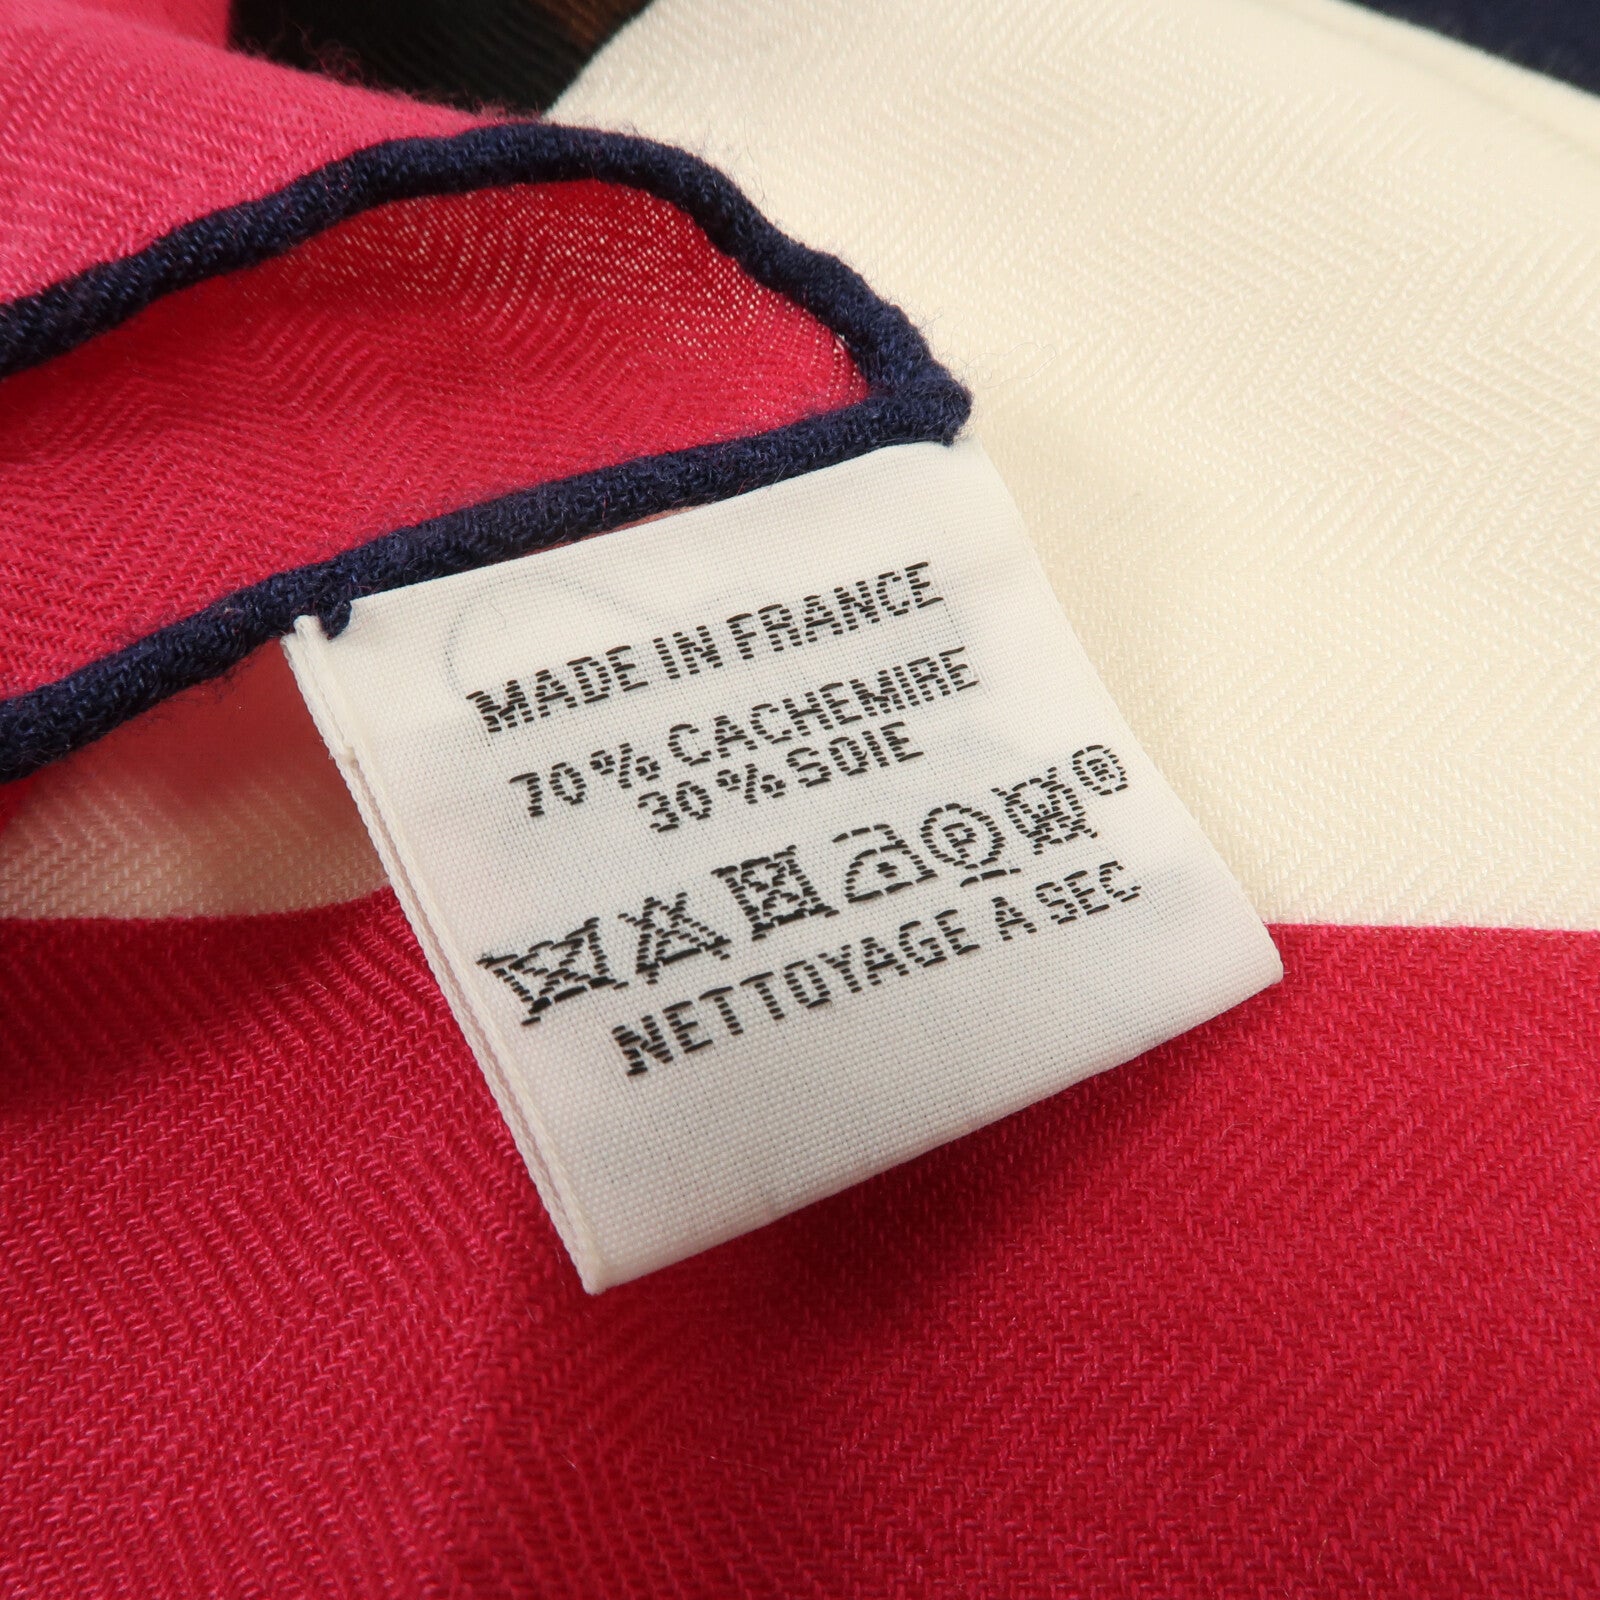 MADE IN FRANCE
70% CACHEMIRE
30% SOIE
®
NETTOYAGE A SEC